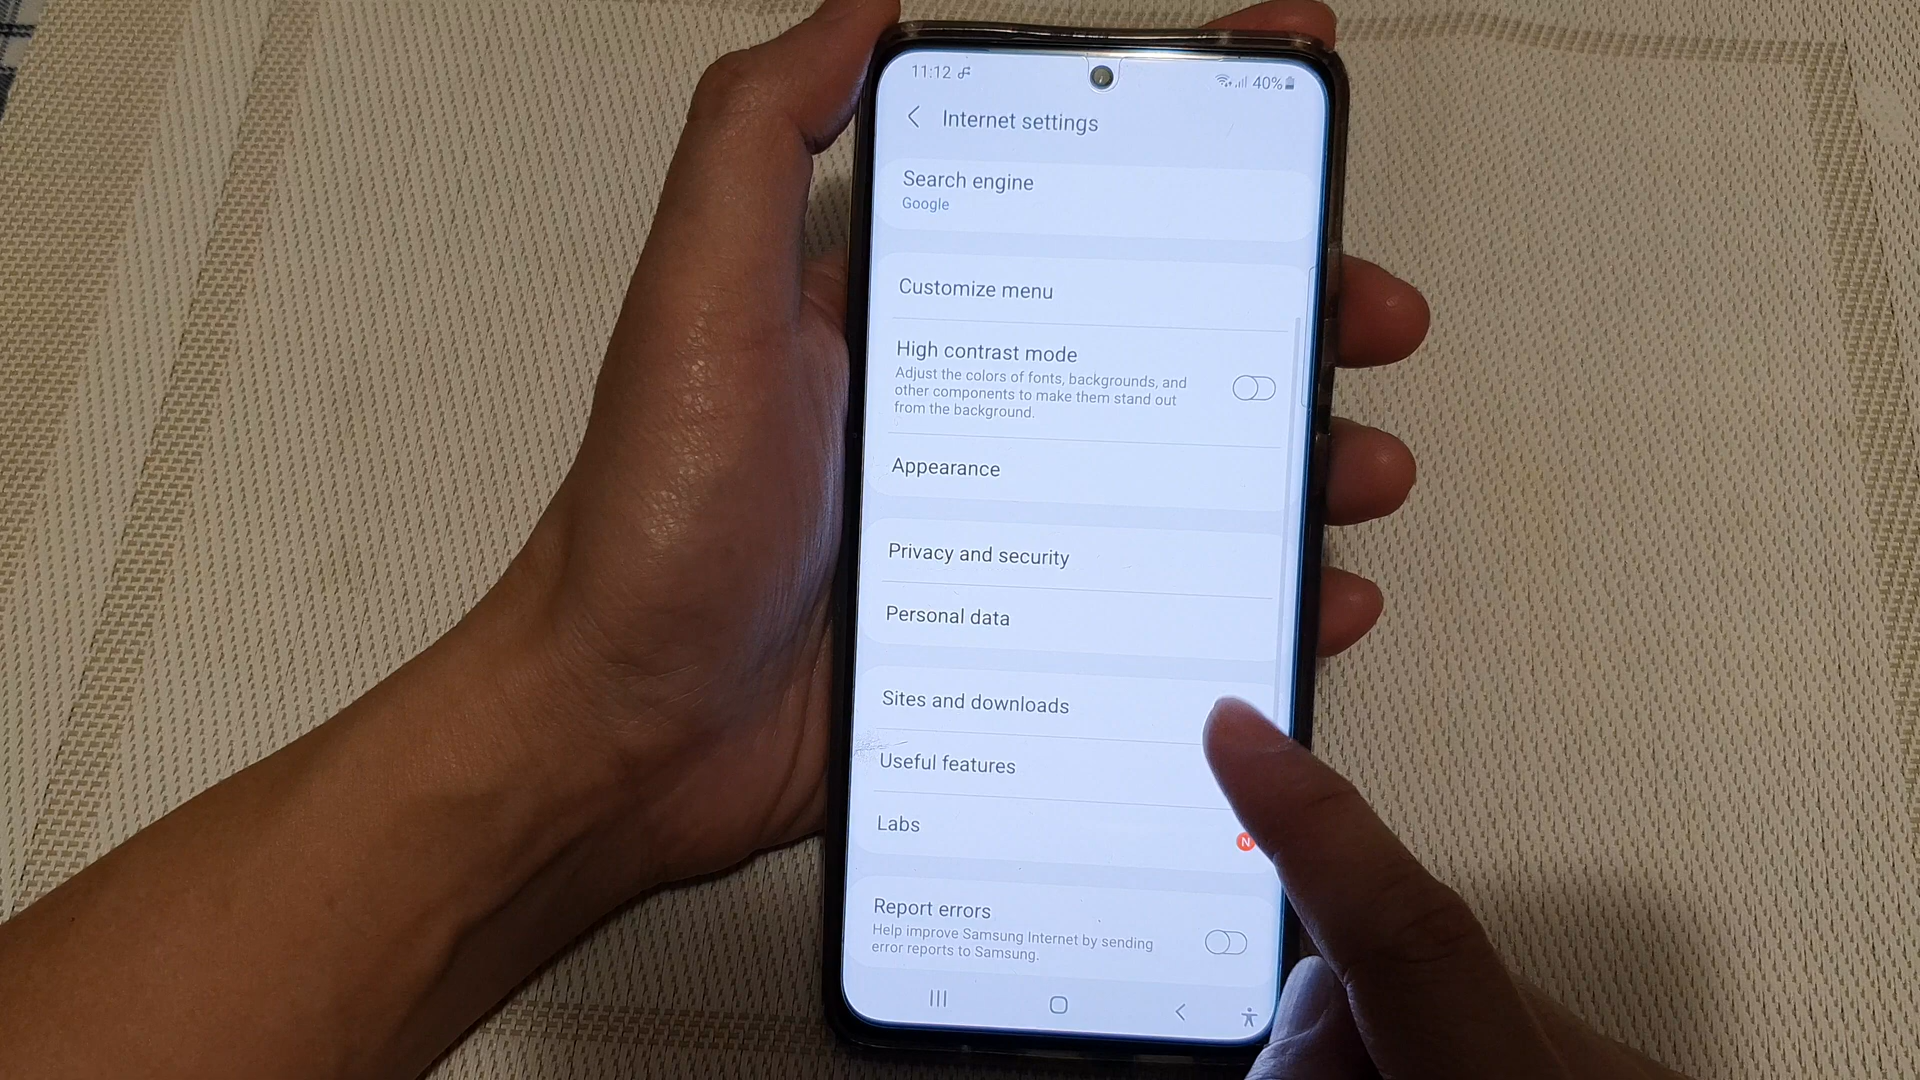 11:12
40%
Internet settings
Search engine
Google
Customize menu
High contrast mode
Adjust the colors of fonts, backgrounds, and
other components to make them stand out
from the background.
Appearance
Privacy and security
Personal data
Sites and downloads
Useful features
Labs
N
Report errors
Help improve Samsung Internet by sending
error reports to Samsung.